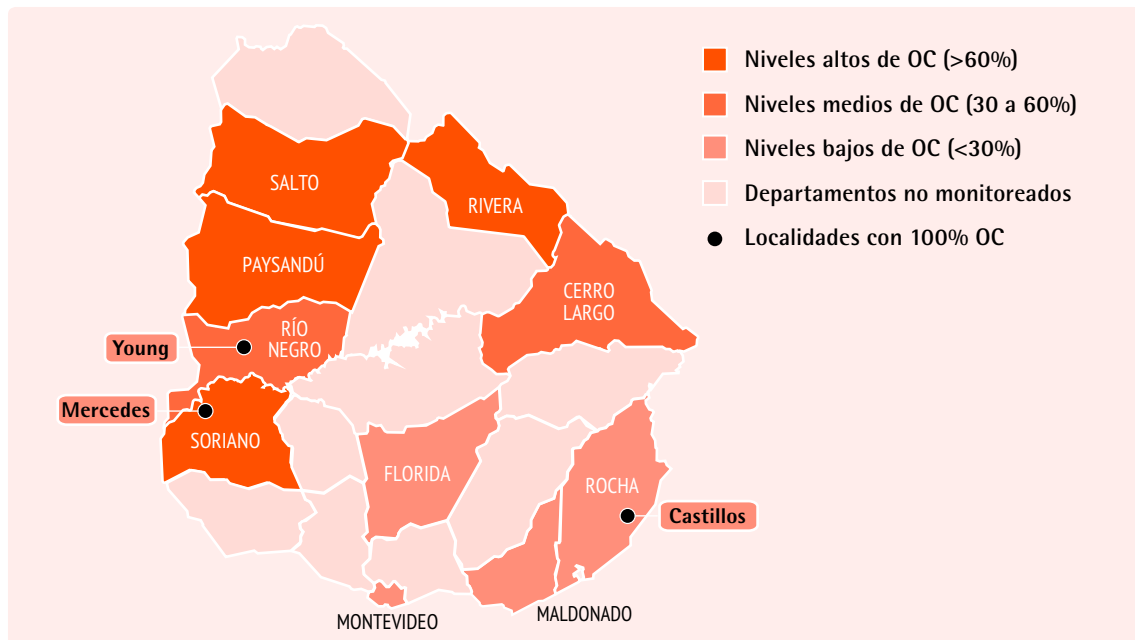 Niveles altos de OC (>60%)
Niveles medios de OC (30 a 60%)
Niveles bajos de OC (<30%)
Departamentos no monitoreados
Localidades con 100% OC
SALTO
RIVERA
PAYSANDÚ
CERRO
LARGO
RÍO
NEGRO
Young
Mercedes
SORIANO
FLORIDA
ROCHA
Castillos
MONTEVIDEO
MALDONADO